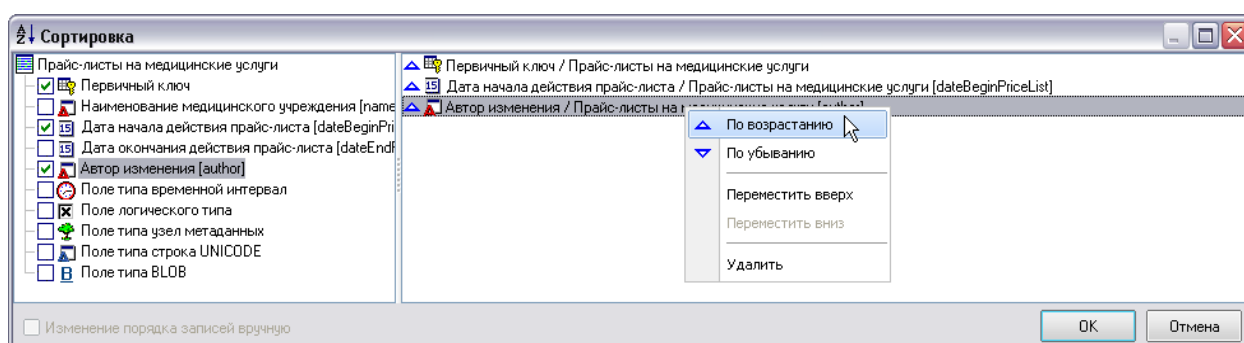 Сортировка
Прайс-листы на медицинские услуги
Первичный ключ
Наименование медицинского учреждения [name
Дата начала действия прайс-листа [dateBeginPri
Дата окончания действия прайс-листа [dateEndP
Автор изменения [author]
Поле типа временной интервал
Поле логического типа
Поле типа узел метаданных
Поле типа строка UNICODE
Поле типа BLOB
Первичный ключ / Прайс-листы на медицинские услуги
Дата начала действия прайс-листа / Прайс-листы на медицинские услуги [dateBeginPriceList]
Автор изменения / Прайс-листы на медицинские услуги [author]
По возрастанию
По убыванию
Переместить вверх
Переместить вниз
Удалить
Изменение порядка записей вручную
OK
Отмена